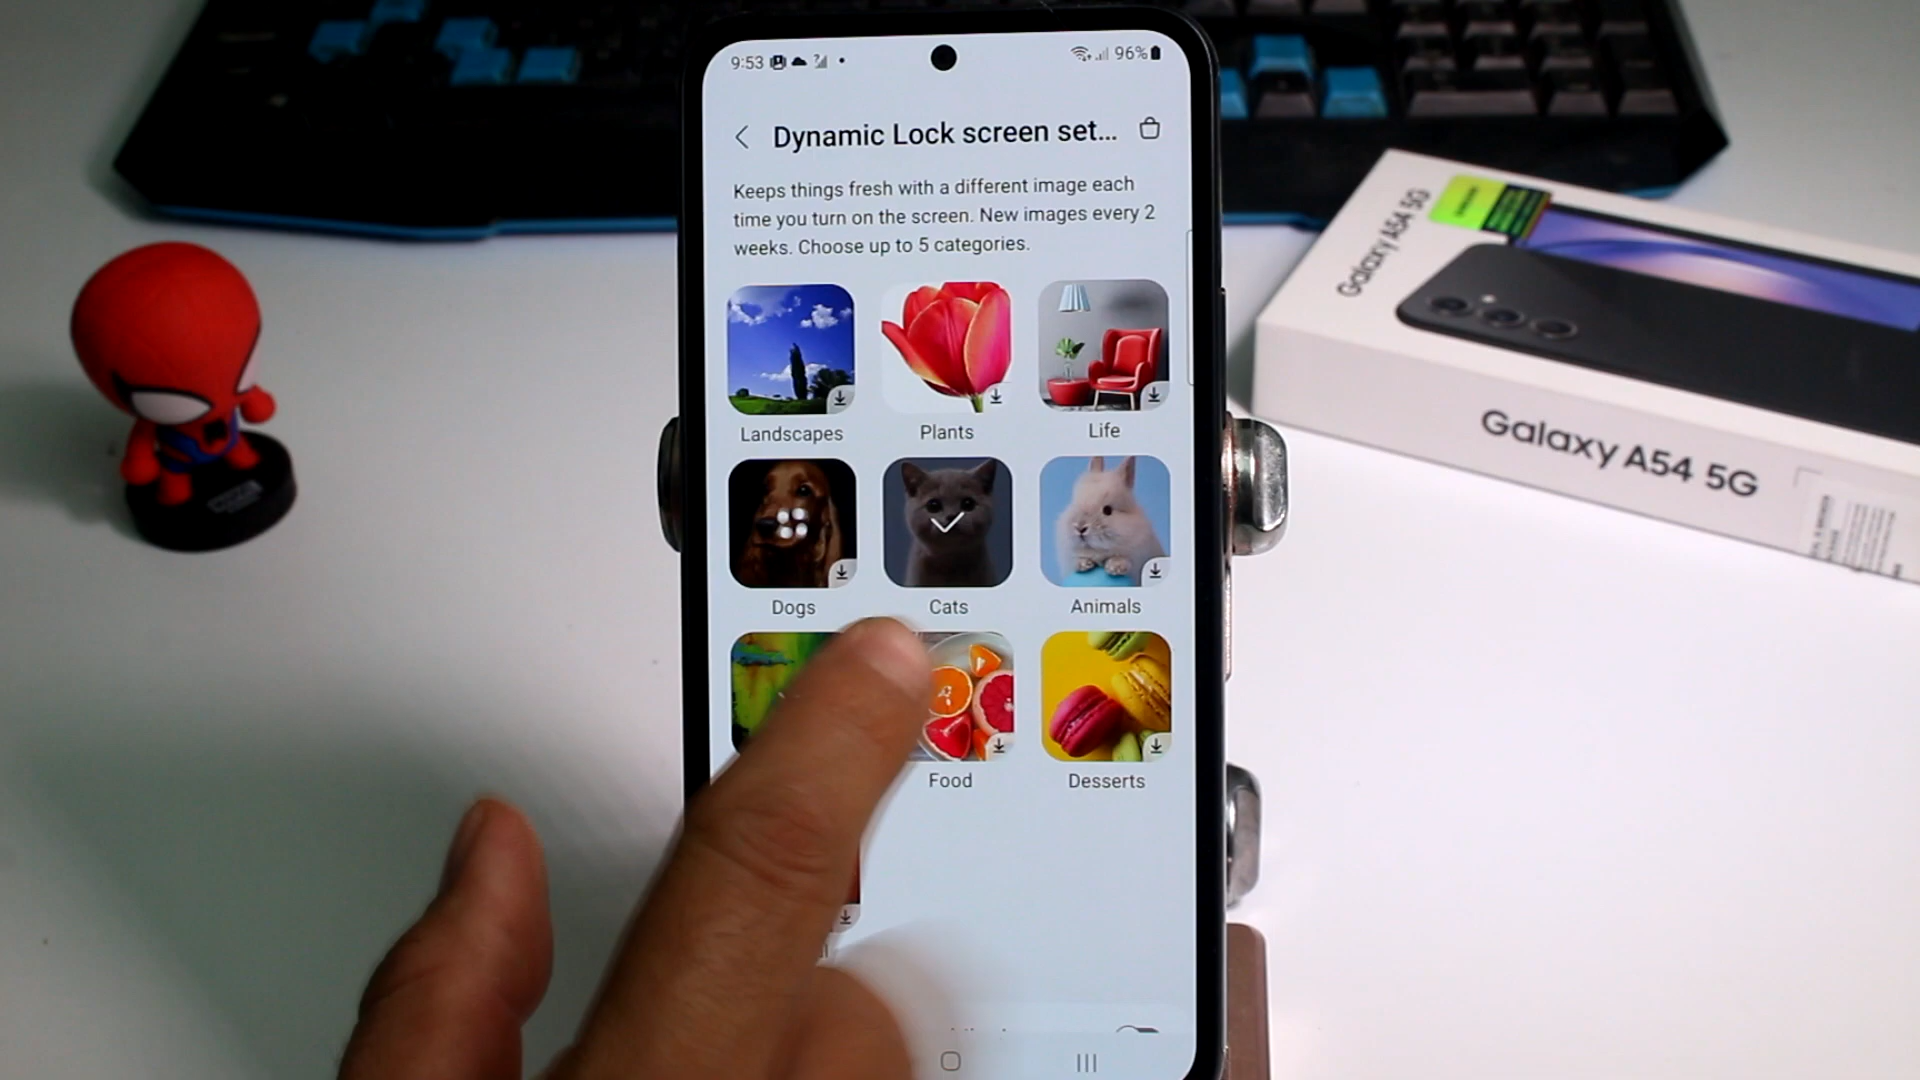 9:53
96%
Dynamic Lock screen set...
Keeps things fresh with a different image each
time you turn on the screen. New images every 2
weeks. Choose up to 5 categories.
Landscapes
Plants
Life
Dogs
Cats
Animals
Food
Desserts
Galaxy A54 5G
Galaxy A54 5G